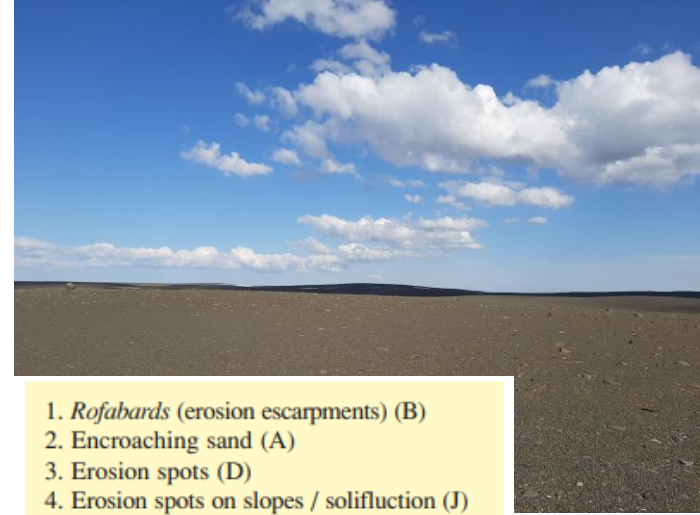 1. Rofabards (erosion escarpments) (B)
2. Encroaching sand (A)
3. Erosion spots (D)
4. Erosion spots on slopes / solifluction (J)